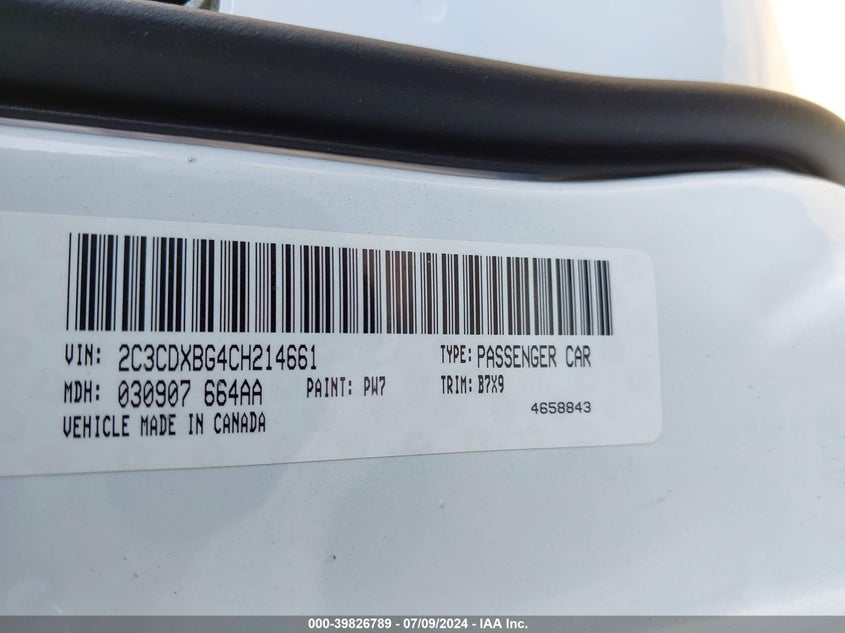 VIN: 2C3CDXBG4CH214661 TYPE: PASSENGER CAR
MDH: 030907 664AA PAINT: PW7 TRIM: B7X9
4658843
VEHICLE MADE IN CANADA
000-39826789 - 07/09/2024 - IAA Inc.